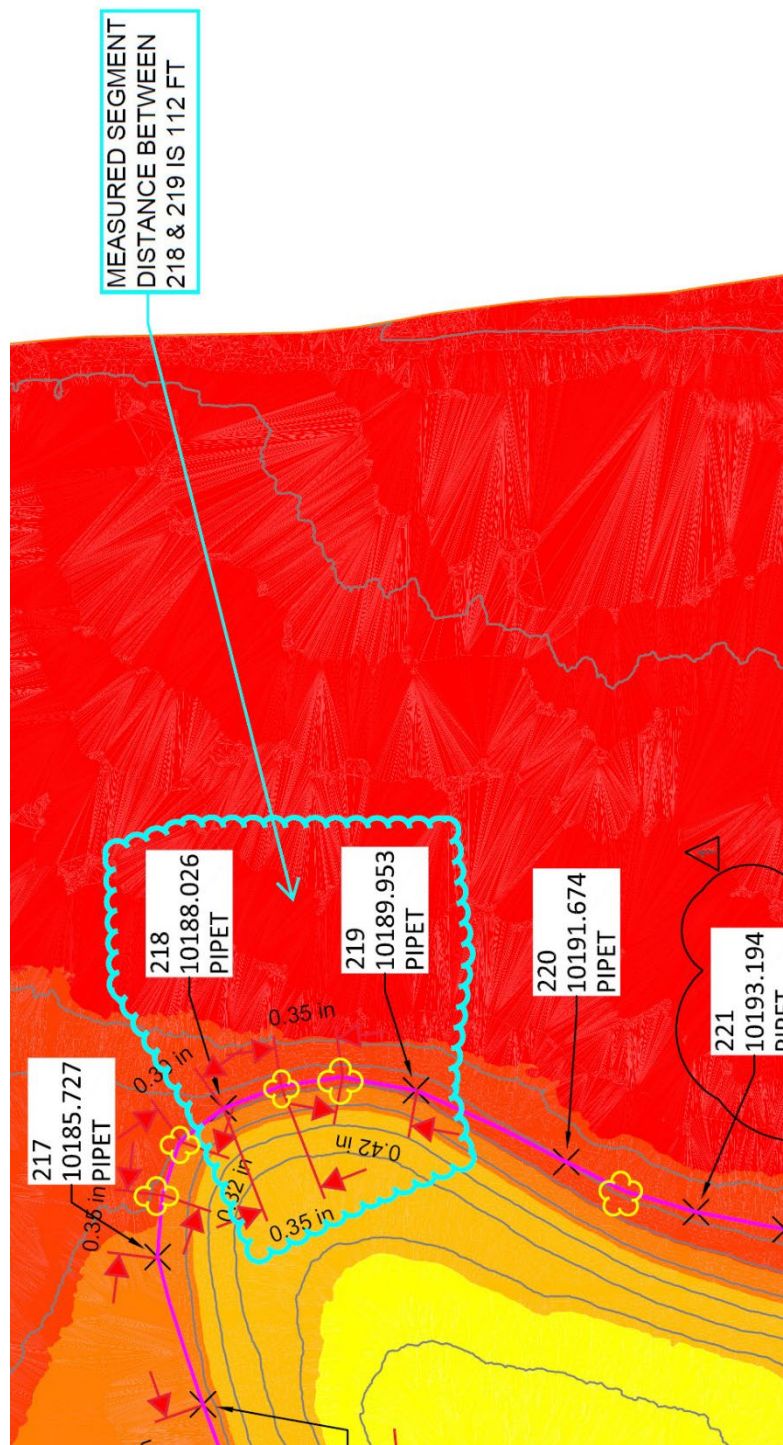 MEASURED SEGMENT
DISTANCE BETWEEN
218 & 219 IS 112 FT
217
10185.727
PIPET
218
10188.026
PIPET
219
10189.953
PIPET
220
10191.674
PIPET
221
10193.194
PIPET
0.35 in
0.30 in
0.35 in
0.32 in
0.35 in
0.42 in